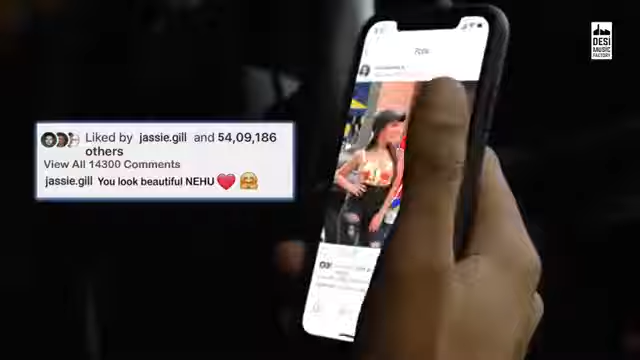 DESI
MUSIC
FACTORY
Liked by jassie.gill and 54,09,186
others
View All 14300 Comments
jassie.gill You look beautiful NEHU❤️🤗